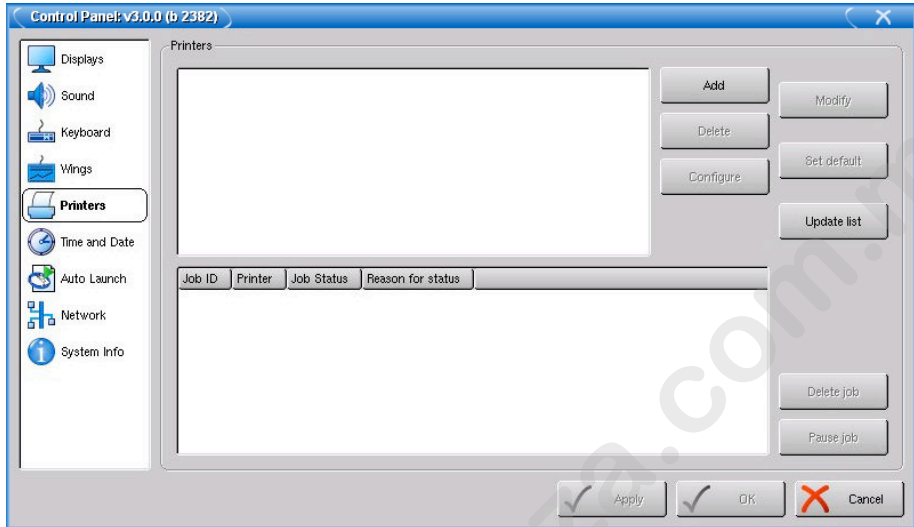 Control Panel: v3.0.0 (b 2382)
Displays
Sound
Keyboard
Wings
Printers
Time and Date
Auto Launch
Network
System Info
Printers
Add
Delete
Configure
Modify
Set default
Update list
Job ID Printer Job Status Reason for status
Delete job
Pause job
Apply
OK
Cancel